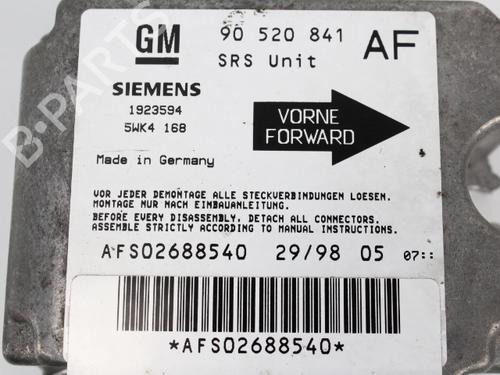 B-PARTS
GM 90 520 841 AF
SRS Unit
SIEMENS
1923594
5WK4 168
VORNE
FORWARD
Made in Germany
VOR JEDER DEMONTAGE ALLE STECKVERBINDUNGEN LOESEN.
MONTAGE NUR NACH EINBAUANLEITUNG.
BEFORE EVERY DISASSEMBLY, DETACH ALL CONNECTORS.
ASSEMBLE STRICTLY ACCORDING TO MANUAL INSTRUCTIONS.
AFS02688540 29/98 05 07::
*AFS02688540*